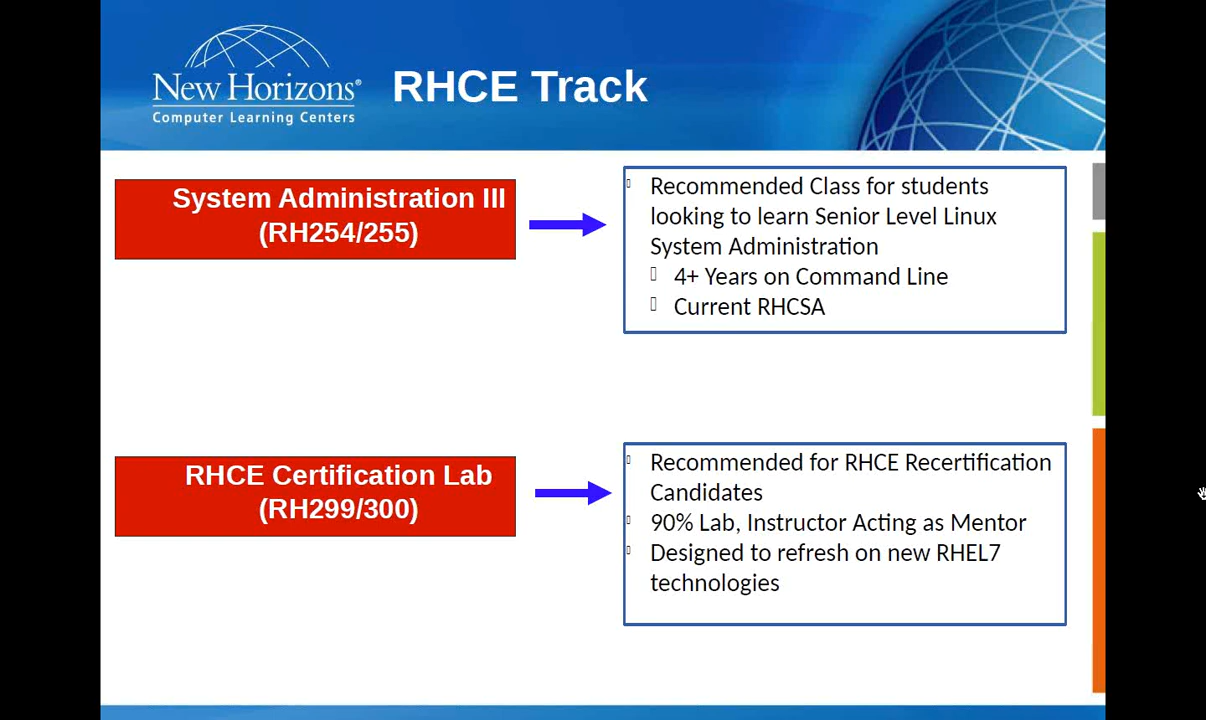 New Horizons®
Computer Learning Centers
RHCE Track
System Administration III
(RH254/255)
Recommended Class for students
looking to learn Senior Level Linux
System Administration
4+ Years on Command Line
Current RHCSA
RHCE Certification Lab
(RH299/300)
Recommended for RHCE Recertification
Candidates
90% Lab, Instructor Acting as Mentor
Designed to refresh on new RHEL7
technologies